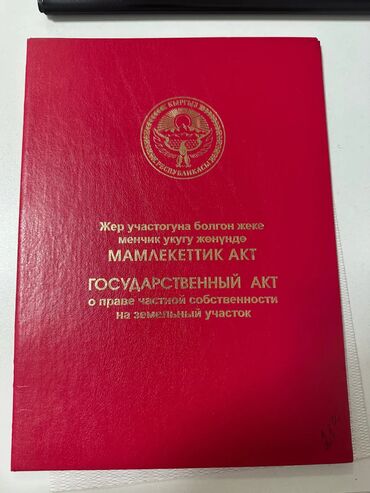 КЫРГЫЗ
РЕСПУБЛИКАСЫ
Жер участогуна болгон жеке
менчик укугу жөнүндө
МАМЛЕКЕТТИК АКТ
ГОСУДАРСТВЕННЫЙ АКТ
о праве частной собственности
на земельный участок